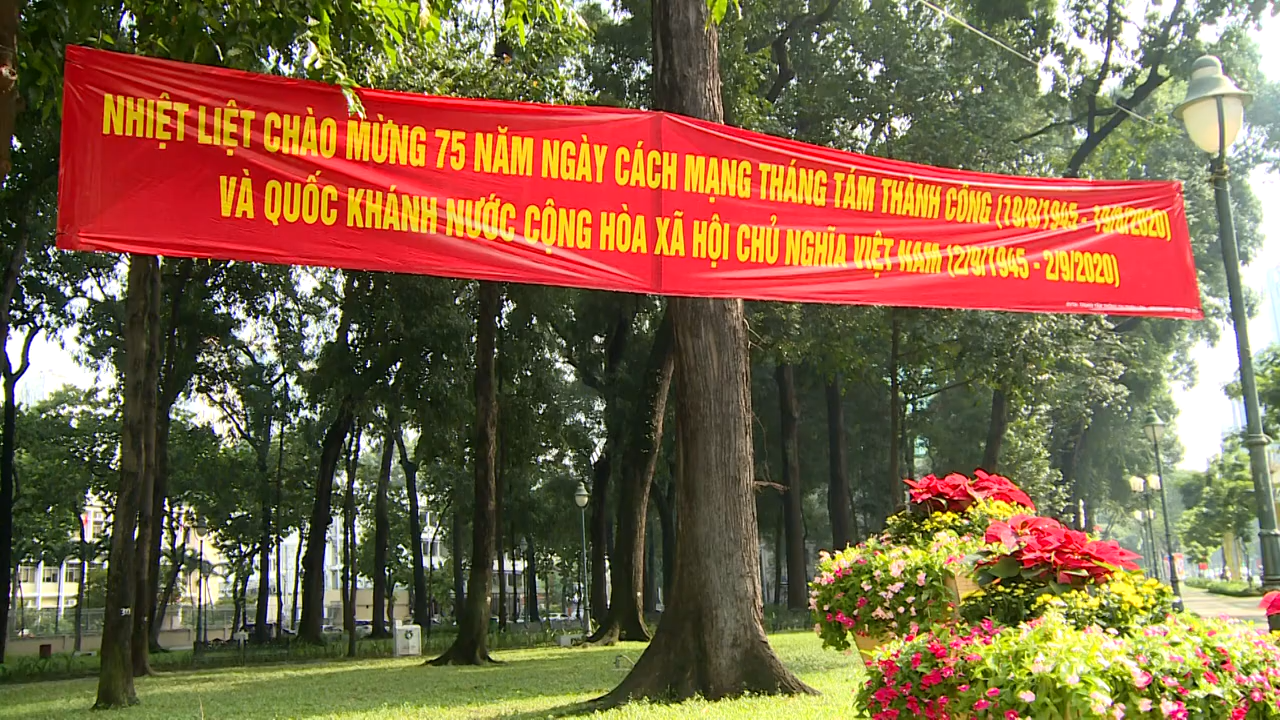 NHIỆT LIỆT CHÀO MỪNG 75 NĂM NGÀY CÁCH MẠNG THÁNG TÁM THÀNH CÔNG (19/8/1945 - 19/8/2020)
VÀ QUỐC KHÁNH NƯỚC CỘNG HÒA XÃ HỘI CHỦ NGHĨA VIỆT NAM (2/9/1945 - 2/9/2020)